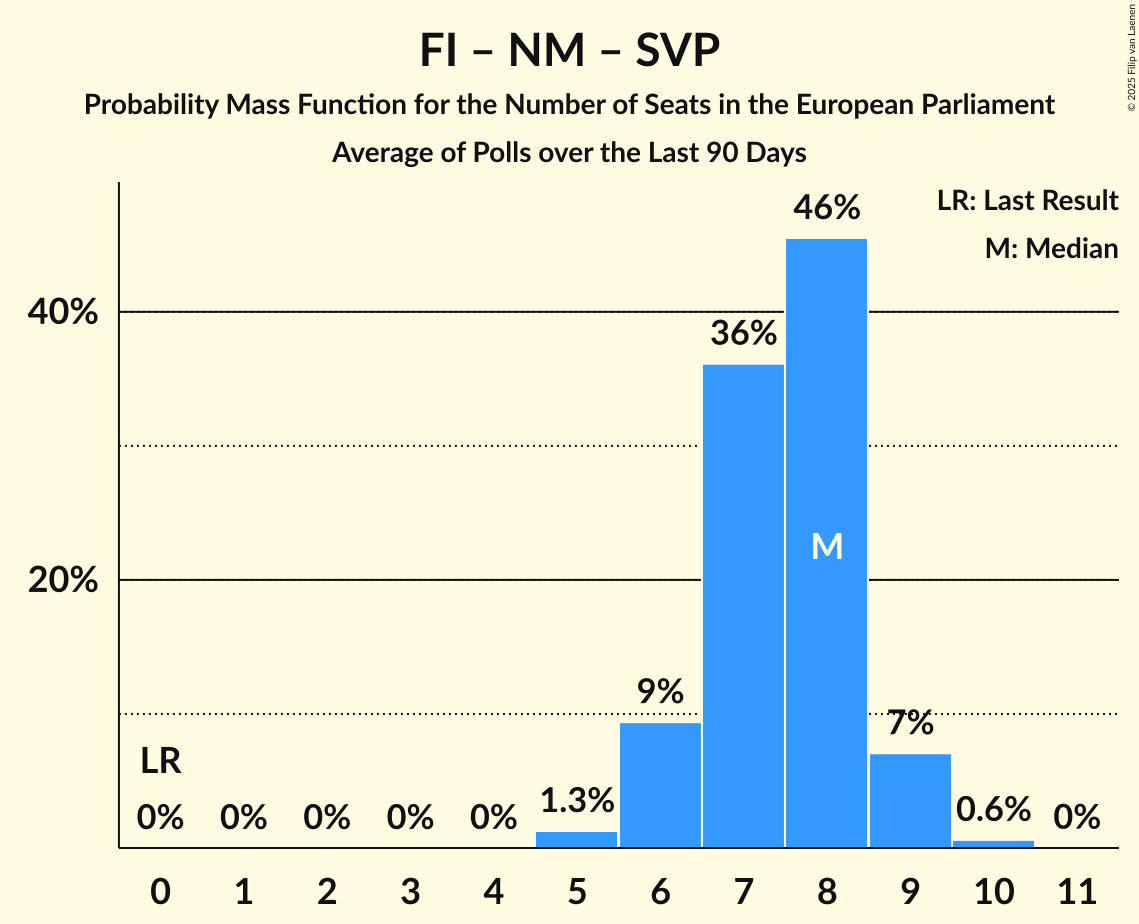 FI – NM – SVP
Probability Mass Function for the Number of Seats in the European Parliament
Average of Polls over the Last 90 Days
© 2025 Filip van Laenen
LR: Last Result
M: Median
46%
40%
36%
M
20%
9%
7%
LR
1.3%
0.6%
0% 0% 0% 0% 0% 0%
0 1 2 3 4 5 6 7 8 9 10 11